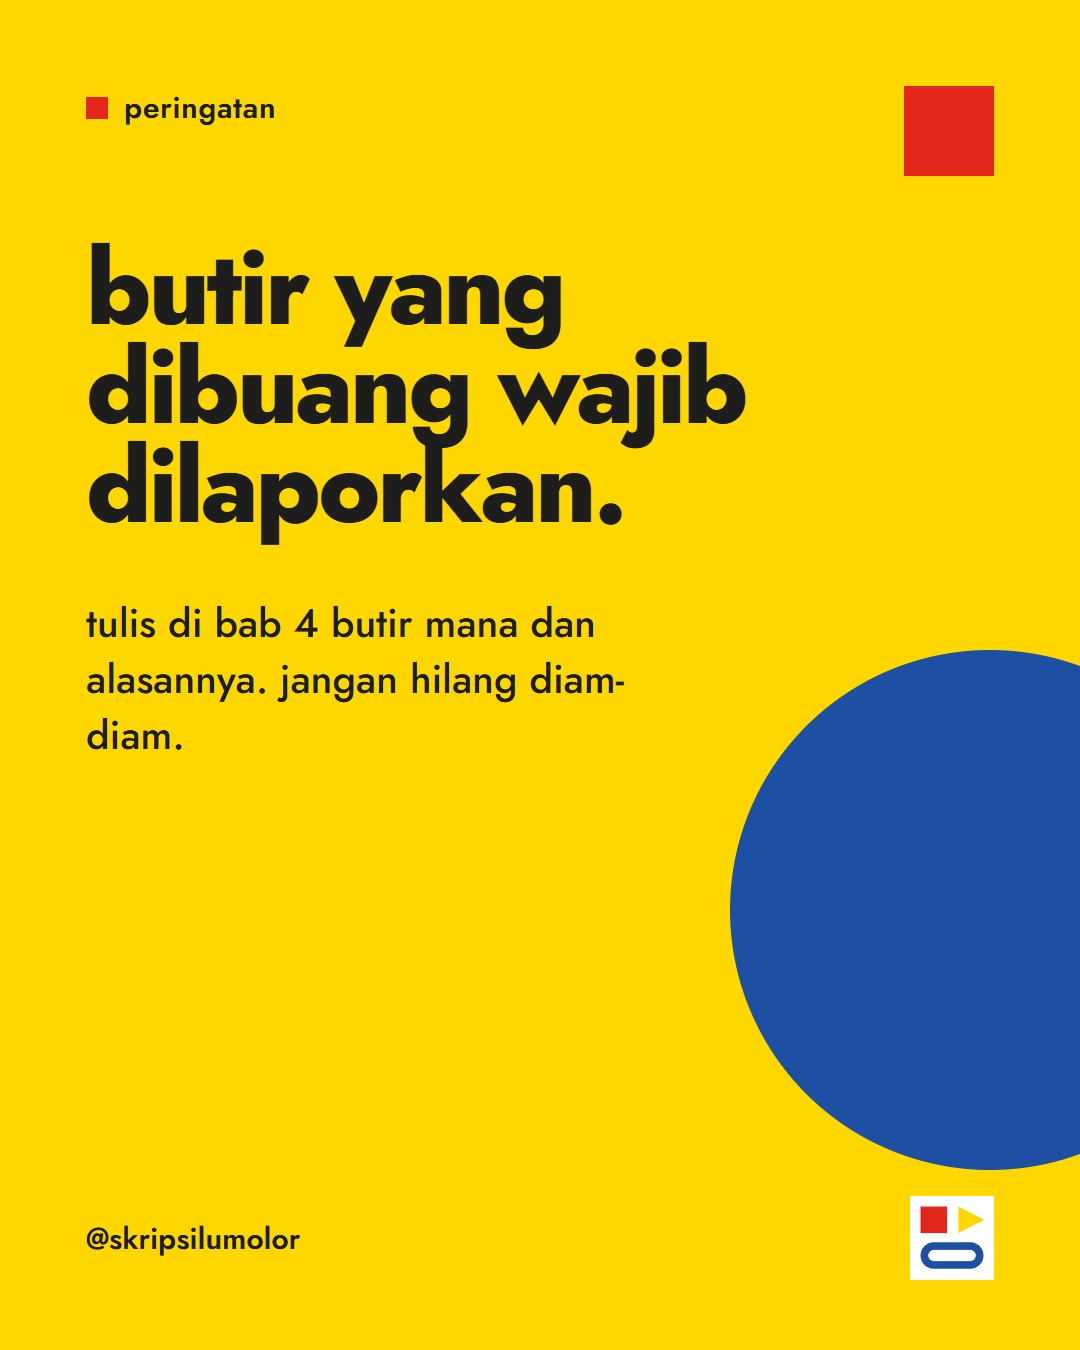 peringatan
butir yang
dibuang wajib
dilaporkan.
tulis di bab 4 butir mana dan
alasannya. jangan hilang diam-
diam.
@skripsilumolor